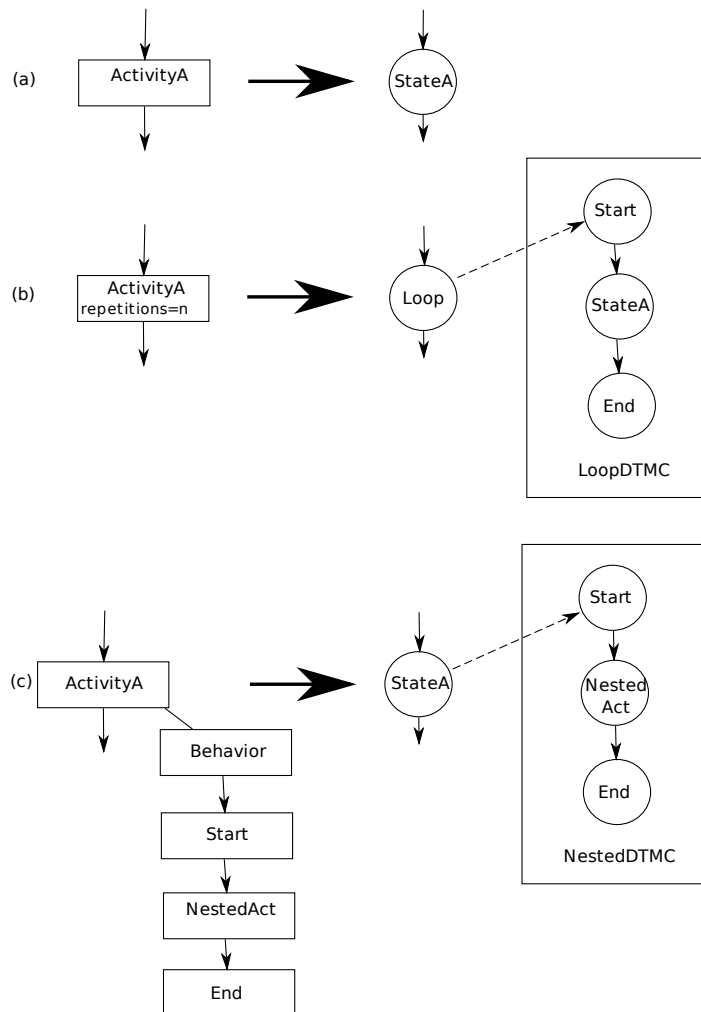 (a)
ActivityA
StateA
(b)
ActivityA
repetitions=n
Loop
Start
StateA
End
LoopDTMC
(c)
ActivityA
Behavior
Start
NestedAct
End
StateA
Start
Nested
Act
End
NestedDTMC